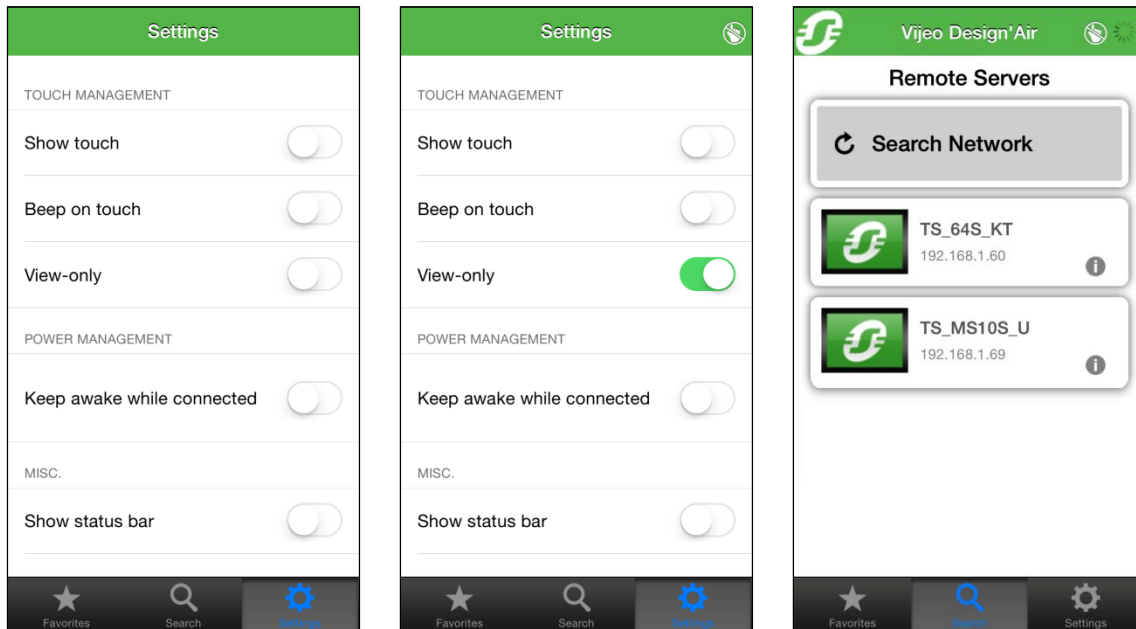 Settings
TOUCH MANAGEMENT
Show touch
Beep on touch
View-only
POWER MANAGEMENT
Keep awake while connected
MISC.
Show status bar
Favorites
Search
Settings
Settings
TOUCH MANAGEMENT
Show touch
Beep on touch
View-only
POWER MANAGEMENT
Keep awake while connected
MISC.
Show status bar
Favorites
Search
Settings
Vijeo Design'Air
Remote Servers
Search Network
TS_64S_KT
192.168.1.60
TS_MS10S_U
192.168.1.69
Favorites
Search
Settings